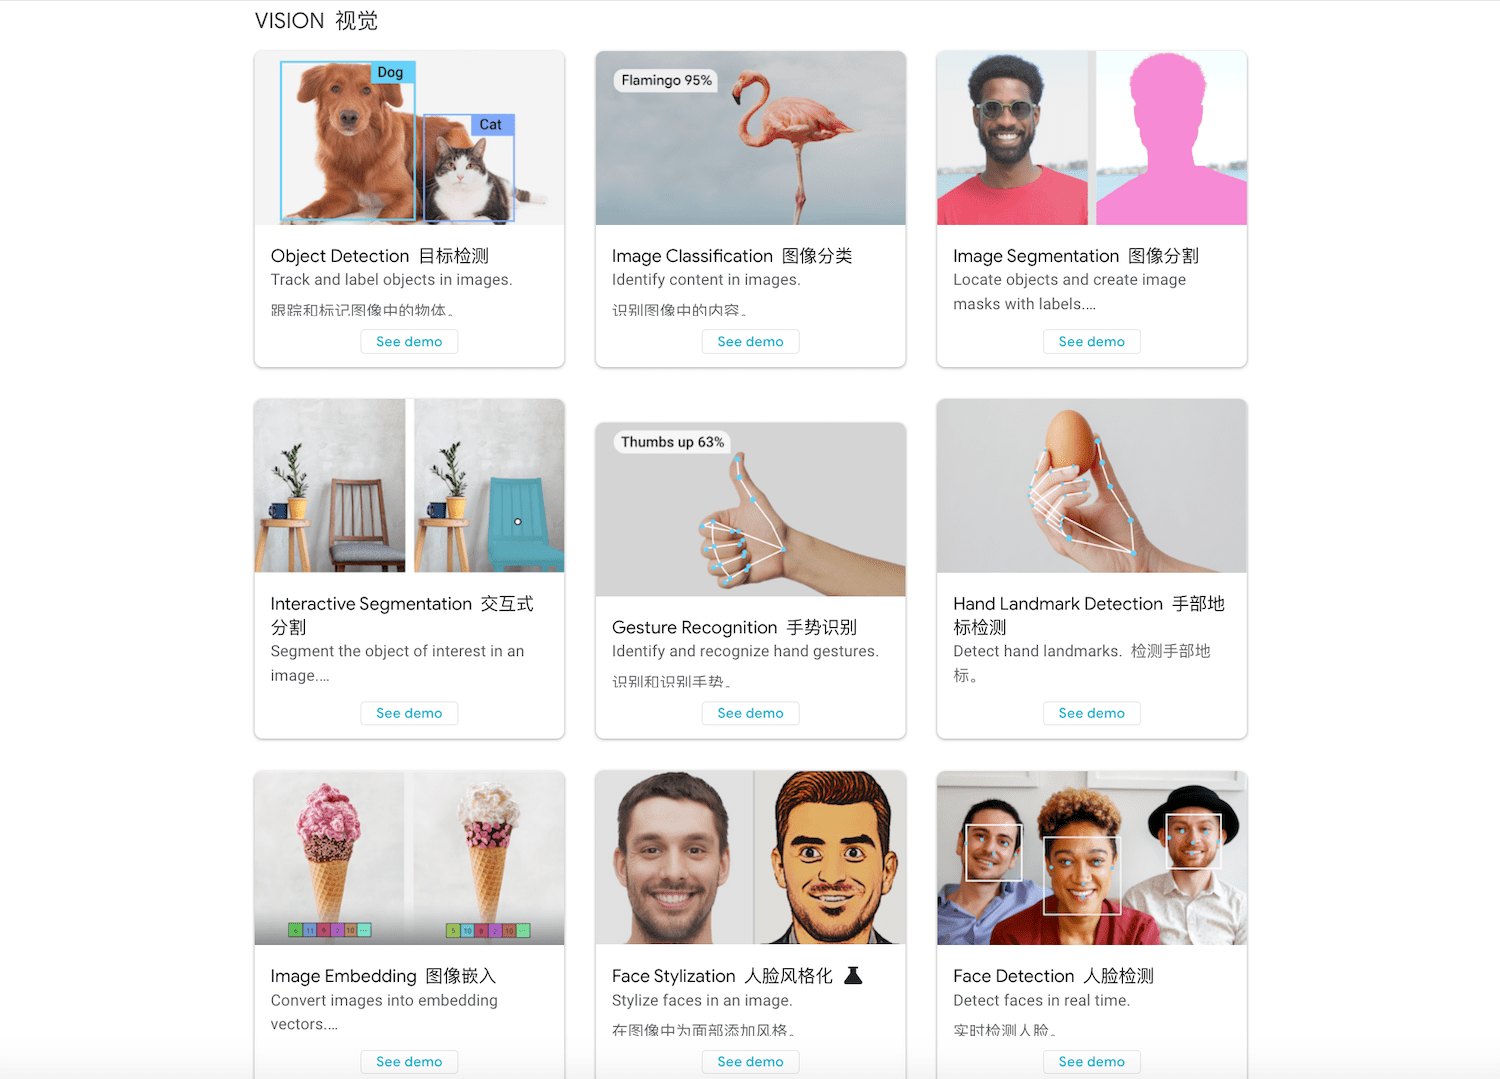 VISION 视觉
Dog
Cat
Flamingo 95%
Object Detection 目标检测
Track and label objects in images.
跟踪和标记图像中的物体。
See demo
Image Classification 图像分类
Identify content in images.
识别图像中的内容。
See demo
Image Segmentation 图像分割
Locate objects and create image
masks with labels.…
See demo
Thumbs up 63%
Interactive Segmentation 交互式
分割
Segment the object of interest in an
image.…
See demo
Gesture Recognition 手势识别
Identify and recognize hand gestures.
识别和识别手势。
See demo
Hand Landmark Detection 手部地
标检测
Detect hand landmarks. 检测手部地
标。
See demo
Image Embedding 图像嵌入
Convert images into embedding
vectors.…
See demo
Face Stylization 人脸风格化
Stylize faces in an image.
在图像中为面部添加风格。
See demo
Face Detection 人脸检测
Detect faces in real time.
实时检测人脸。
See demo